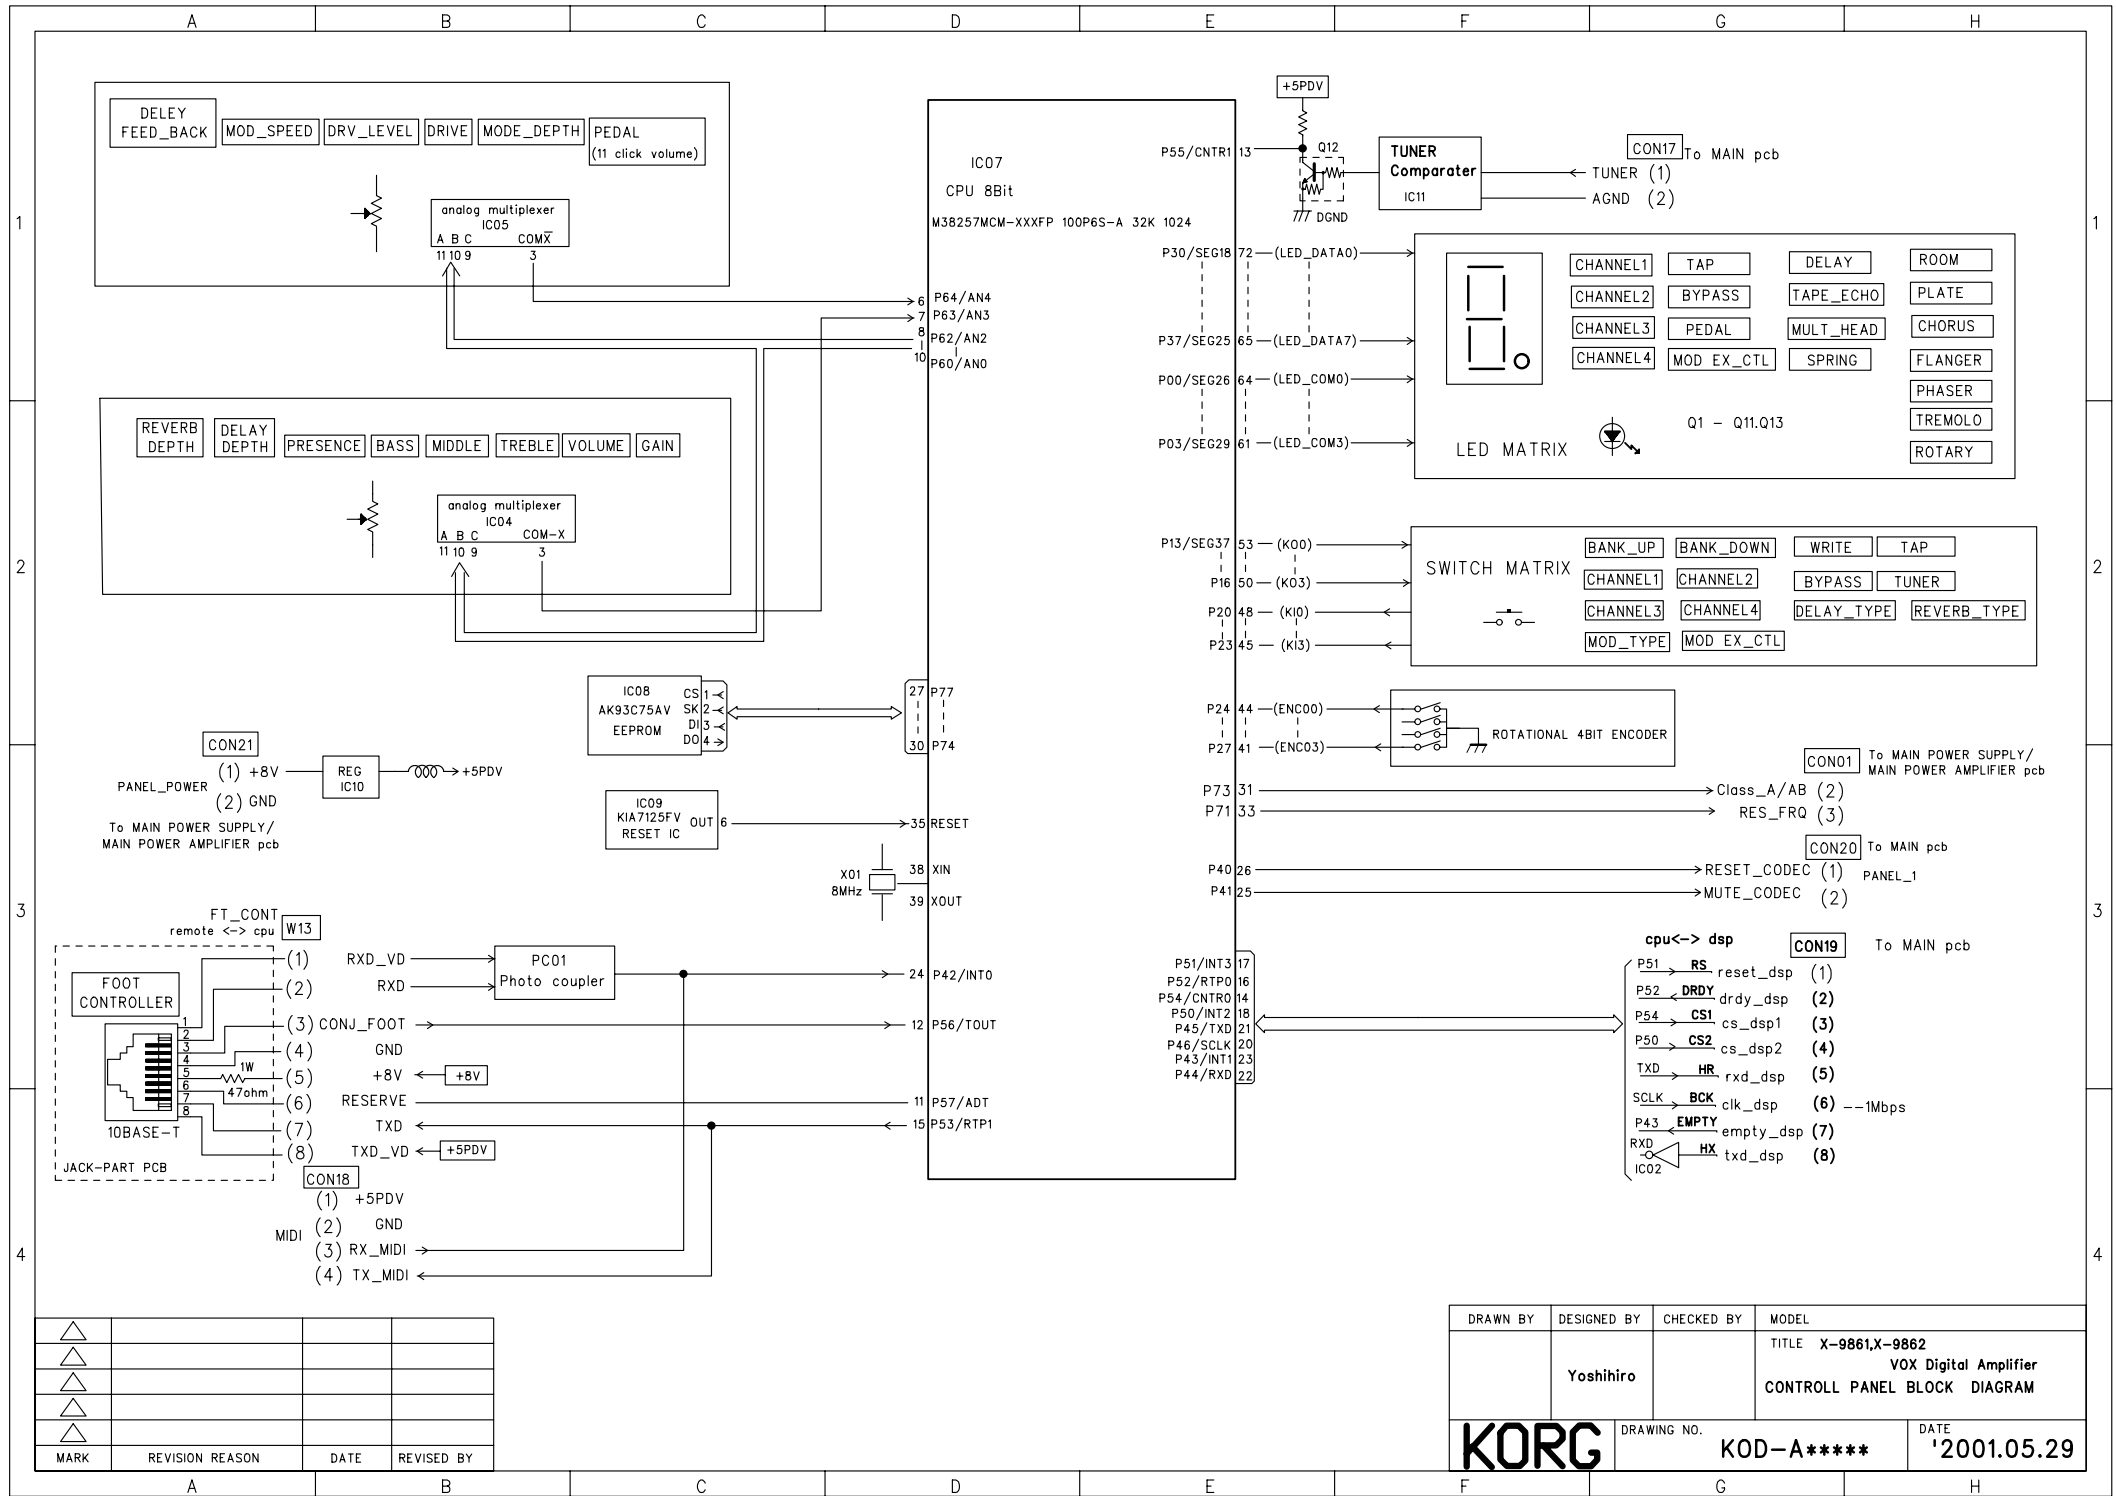 A B C D E F G H
DELEY
FEED_BACK
MOD_SPEED
DRV_LEVEL
DRIVE
MODE_DEPTH
PEDAL
(11 click volume)
analog multiplexer
IC05
A B C COMX̅
11 10 9 3
1
REVERB
DEPTH
DELAY
DEPTH
PRESENCE
BASS
MIDDLE
TREBLE
VOLUME
GAIN
analog multiplexer
IC04
A B C COM-X
11 10 9 3
2
IC08
AK93C75AV
EEPROM
CS 1
SK 2
DI 3
DO 4
CON21
(1) +8V
PANEL_POWER
(2) GND
To MAIN POWER SUPPLY/
MAIN POWER AMPLIFIER pcb
REG
IC10
+5PDV
IC09
KIA7125FV
RESET IC
OUT 6
X01
8MHz
3
FT_CONT
remote <-> cpu
W13
FOOT
CONTROLLER
1
2
3
4
5
6
7
8
1W
47ohm
10BASE-T
JACK-PART PCB
(1) RXD_VD
(2) RXD
(3) CONJ_FOOT
(4) GND
(5) +8V
+8V
(6) RESERVE
(7) TXD
(8) TXD_VD
+5PDV
PC01
Photo coupler
CON18
MIDI
(1) +5PDV
(2) GND
(3) RX_MIDI
(4) TX_MIDI
4
IC07
CPU 8Bit
M38257MCM-XXXFP 100P6S-A 32K 1024
6 P64/AN4
7 P63/AN3
8 P62/AN2
10 P60/AN0
27 P77
30 P74
35 RESET
38 XIN
39 XOUT
24 P42/INT0
12 P56/TOUT
11 P57/ADT
15 P53/RTP1
P55/CNTR1 13
P30/SEG18 72 (LED_DATA0)
P37/SEG25 65 (LED_DATA7)
P00/SEG26 64 (LED_COM0)
P03/SEG29 61 (LED_COM3)
P13/SEG37 53 (KO0)
P16 50 (KO3)
P20 48 (KI0)
P23 45 (KI3)
P24 44 (ENC00)
P27 41 (ENC03)
P73 31
P71 33
P40 26
P41 25
P51/INT3 17
P52/RTP0 16
P54/CNTR0 14
P50/INT2 18
P45/TXD 21
P46/SCLK 20
P43/INT1 23
P44/RXD 22
+5PDV
Q12
DGND
TUNER
Comparater
IC11
CON17 To MAIN pcb
TUNER (1)
AGND (2)
CHANNEL1 TAP DELAY ROOM
CHANNEL2 BYPASS TAPE_ECHO PLATE
CHANNEL3 PEDAL MULT_HEAD CHORUS
CHANNEL4 MOD EX_CTL SPRING FLANGER
PHASER
TREMOLO
ROTARY
Q1 - Q11.Q13
LED MATRIX
1
SWITCH MATRIX
BANK_UP BANK_DOWN WRITE TAP
CHANNEL1 CHANNEL2 BYPASS TUNER
CHANNEL3 CHANNEL4 DELAY_TYPE REVERB_TYPE
MOD_TYPE MOD EX_CTL
2
ROTATIONAL 4BIT ENCODER
CON01
To MAIN POWER SUPPLY/
MAIN POWER AMPLIFIER pcb
Class_A/AB (2)
RES_FRQ (3)
CON20 To MAIN pcb
RESET_CODEC (1) PANEL_1
MUTE_CODEC (2)
3
cpu<-> dsp CON19 To MAIN pcb
P51 RS reset_dsp (1)
P52 DRDY drdy_dsp (2)
P54 CS1 cs_dsp1 (3)
P50 CS2 cs_dsp2 (4)
TXD HR rxd_dsp (5)
SCLK BCK clk_dsp (6) --1Mbps
P43 EMPTY empty_dsp (7)
RXD HX txd_dsp (8)
IC02
4
MARK REVISION REASON DATE REVISED BY
DRAWN BY DESIGNED BY CHECKED BY MODEL
Yoshihiro
TITLE X-9861,X-9862
VOX Digital Amplifier
CONTROLL PANEL BLOCK DIAGRAM
KORG
DRAWING NO.
KOD-A*****
DATE
'2001.05.29
A B C D E F G H